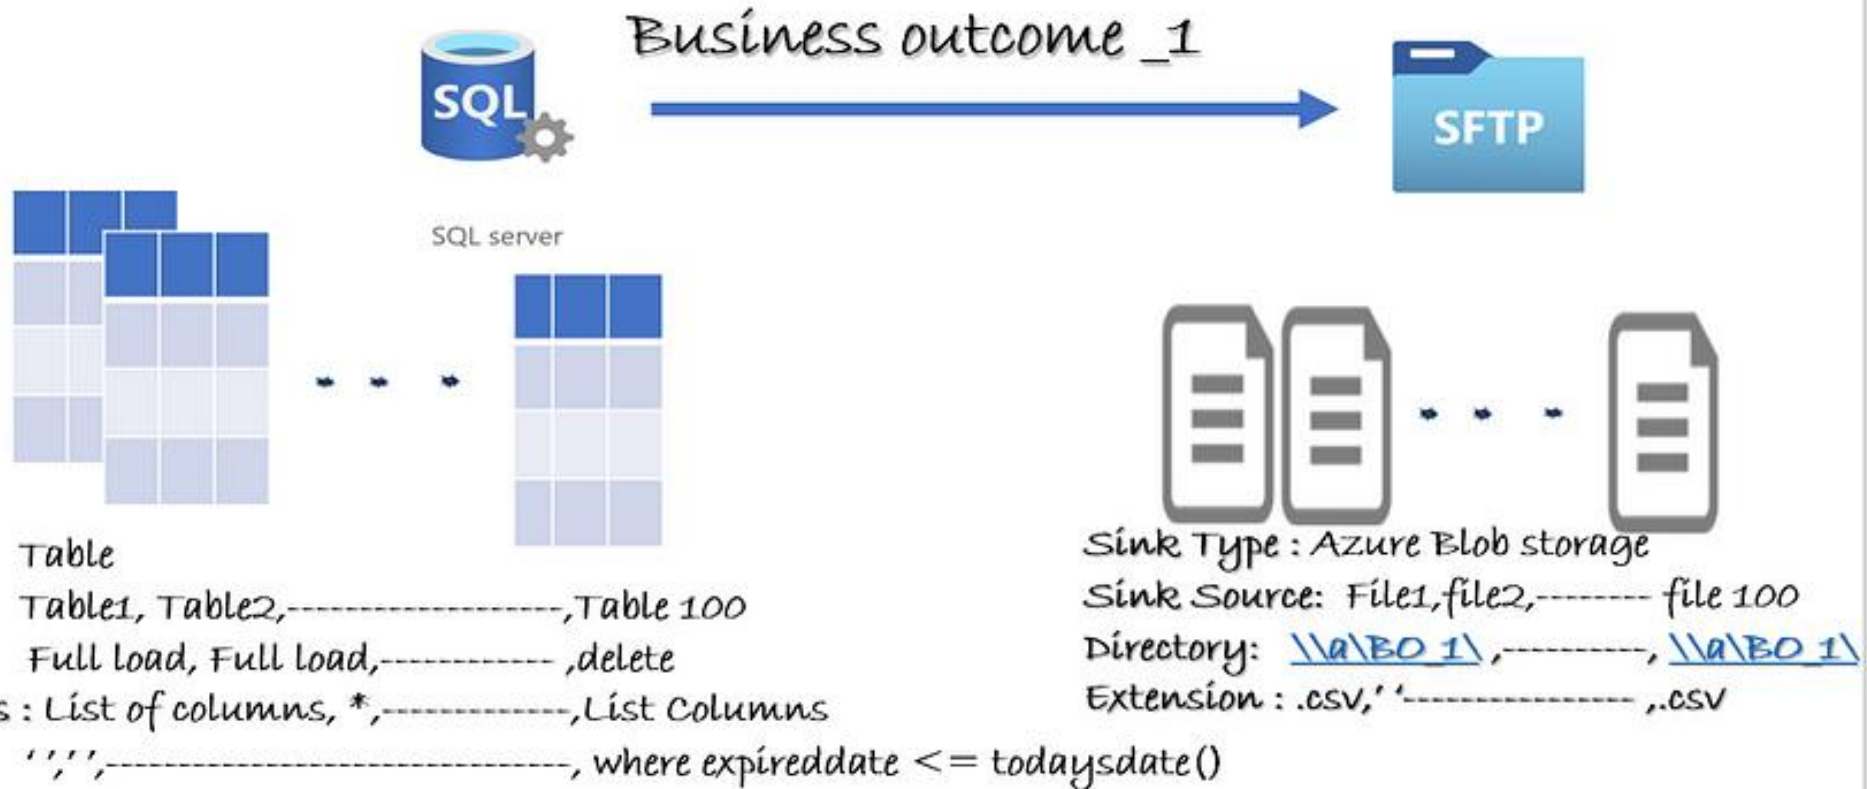 Business outcome _1
SQL
SFTP
SQL server
Table
Table1, Table2,-------------------,Table 100
Full load, Full load,------------ ,delete
s : List of columns, *,-------------,List Columns
' ',' ',--------------------------------, where expireddate <= todaysdate()
Sink Type : Azure Blob storage
Sink Source: File1,file2,-------- file 100
Directory: \\a\BO_1\ ,----------, \\a\BO_1\
Extension : .csv,' '---------------- ,.csv